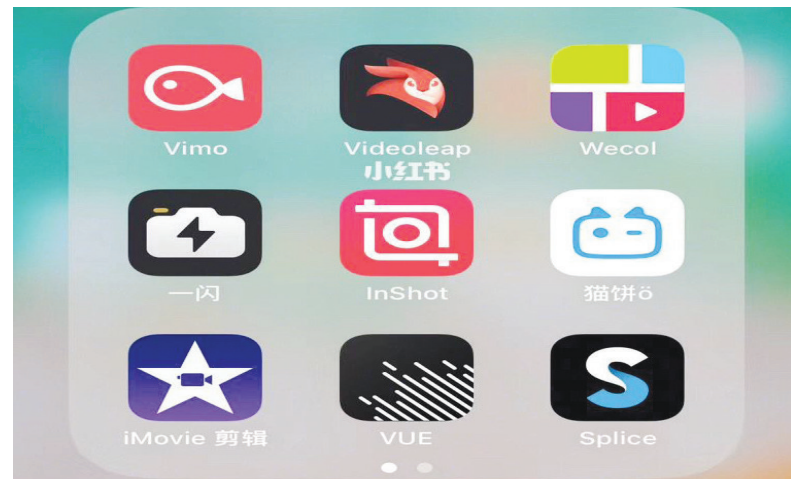 Vimo
Videoleap
Wecol
小红书
一闪
InShot
猫饼ö
iMovie 剪辑
VUE
Splice